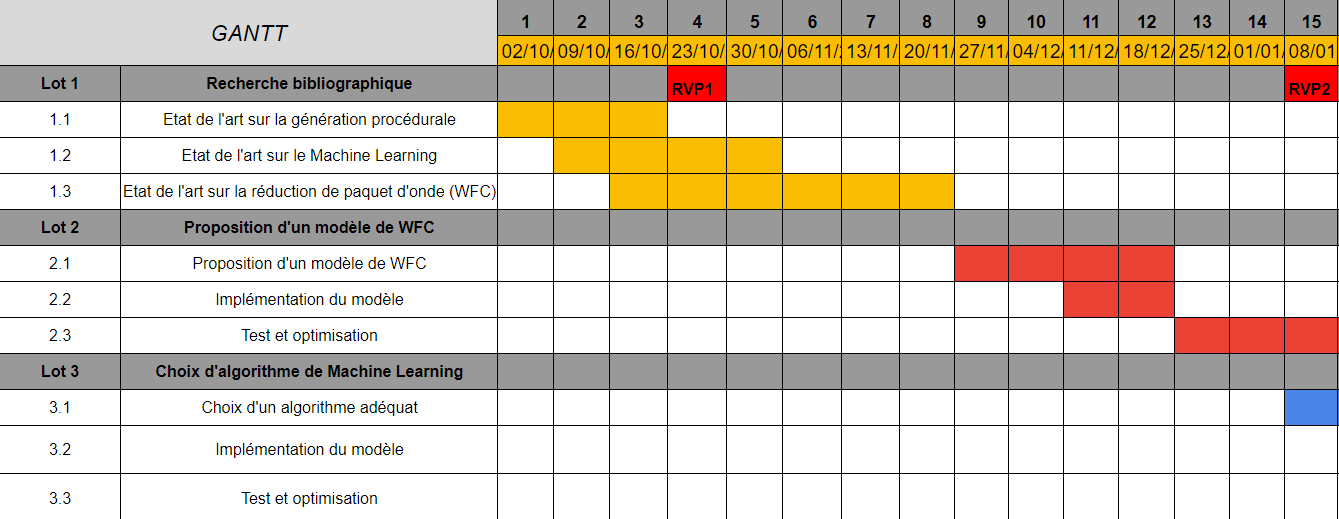 GANTT
1 2 3 4 5 6 7 8 9 10 11 12 13 14 15
02/10/ 09/10/ 16/10/ 23/10/ 30/10/ 06/11/2 13/11/ 20/11/ 27/11/ 04/12/ 11/12/ 18/12/ 25/12/ 01/01/ 08/01
Lot 1 Recherche bibliographique RVP1 RVP2
1.1 Etat de l'art sur la génération procédurale
1.2 Etat de l'art sur le Machine Learning
1.3 Etat de l'art sur la réduction de paquet d'onde (WFC)
Lot 2 Proposition d'un modèle de WFC
2.1 Proposition d'un modèle de WFC
2.2 Implémentation du modèle
2.3 Test et optimisation
Lot 3 Choix d'algorithme de Machine Learning
3.1 Choix d'un algorithme adéquat
3.2 Implémentation du modèle
3.3 Test et optimisation